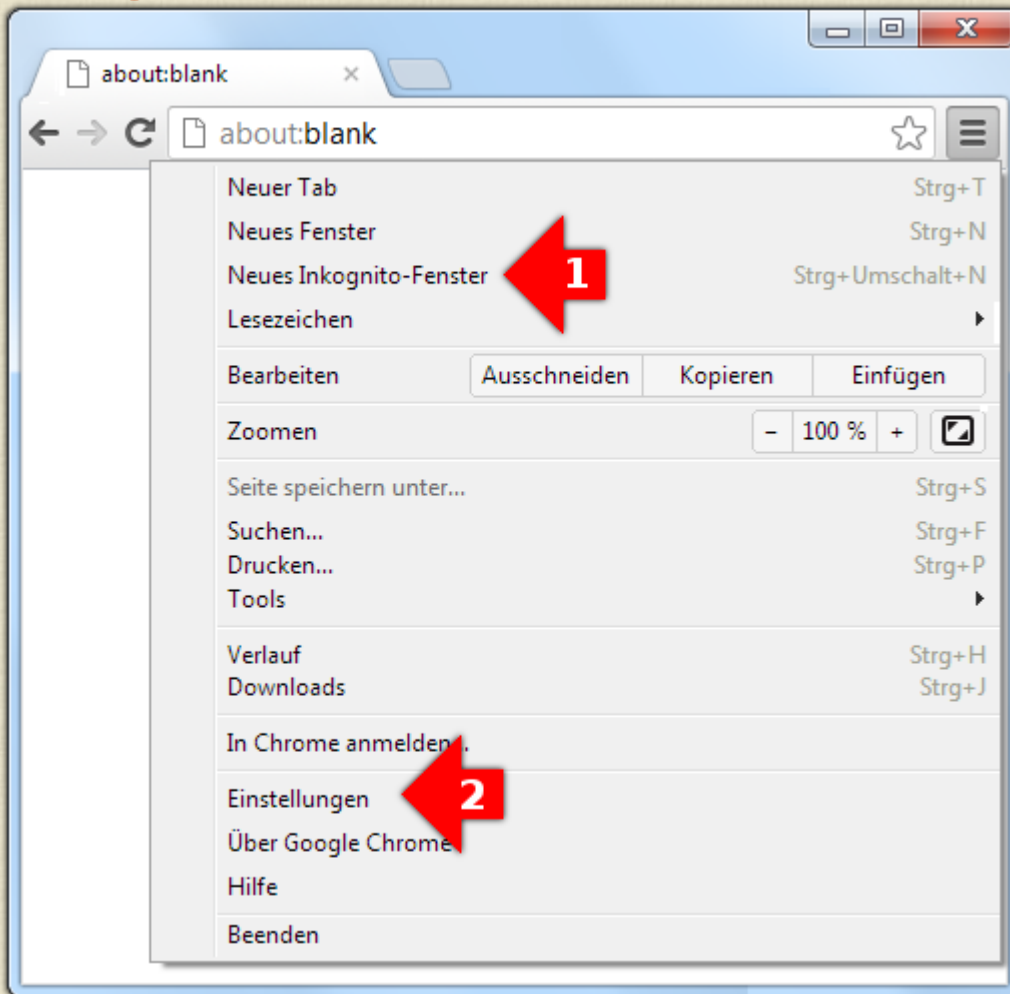 about:blank
about:blank
Neuer Tab Strg+T
Neues Fenster Strg+N
Neues Inkognito-Fenster 1 Strg+Umschalt+N
Lesezeichen
Bearbeiten Ausschneiden Kopieren Einfügen
Zoomen - 100 % +
Seite speichern unter... Strg+S
Suchen... Strg+F
Drucken... Strg+P
Tools
Verlauf Strg+H
Downloads Strg+J
In Chrome anmelden...
Einstellungen 2
Über Google Chrome
Hilfe
Beenden